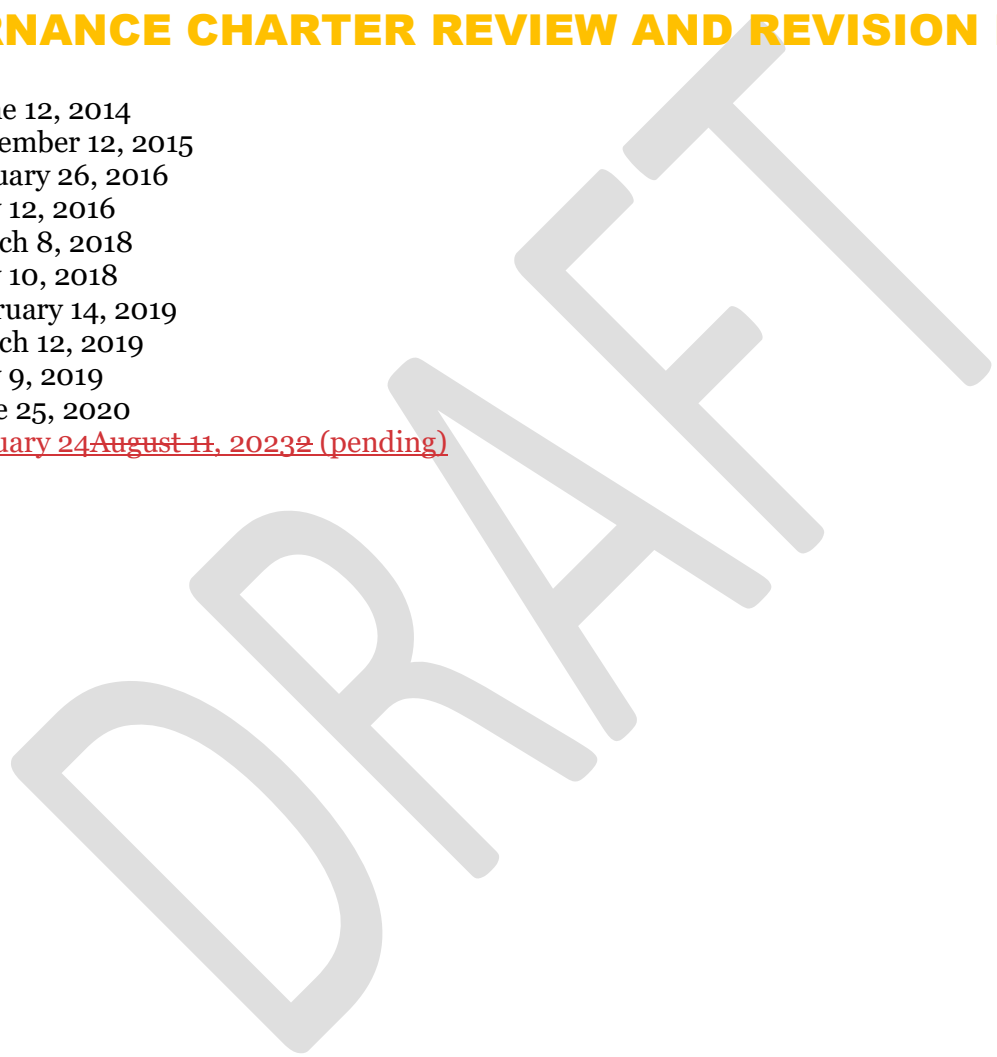 RNANCE CHARTER REVIEW AND REVISION
ne 12, 2014
ember 12, 2015
uary 26, 2016
12, 2016
ch 8, 2018
10, 2018
ruary 14, 2019
ch 12, 2019
9, 2019
e 25, 2020
uary 24August 11, 20232 (pending)
DRAFT